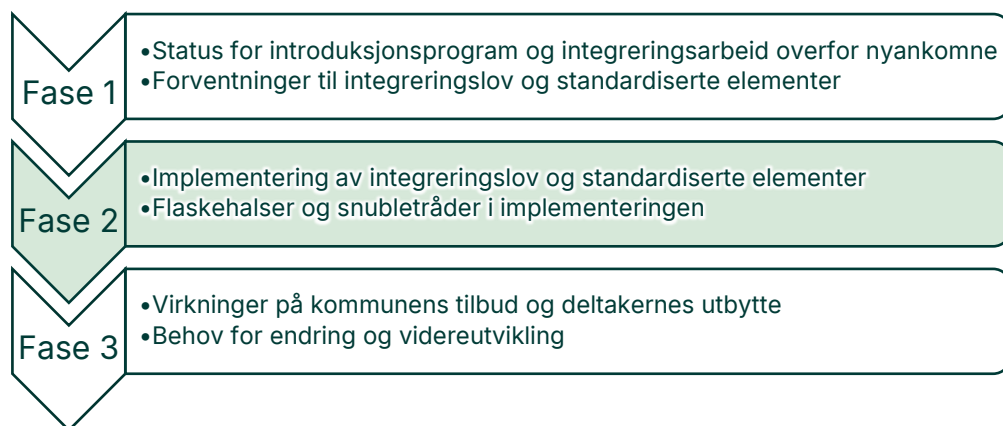 Fase 1
•Status for introduksjonsprogram og integreringsarbeid overfor nyankomne
•Forventninger til integreringslov og standardiserte elementer
Fase 2
•Implementering av integreringslov og standardiserte elementer
•Flaskehalser og snubletråder i implementeringen
Fase 3
•Virkninger på kommunens tilbud og deltakernes utbytte
•Behov for endring og videreutvikling